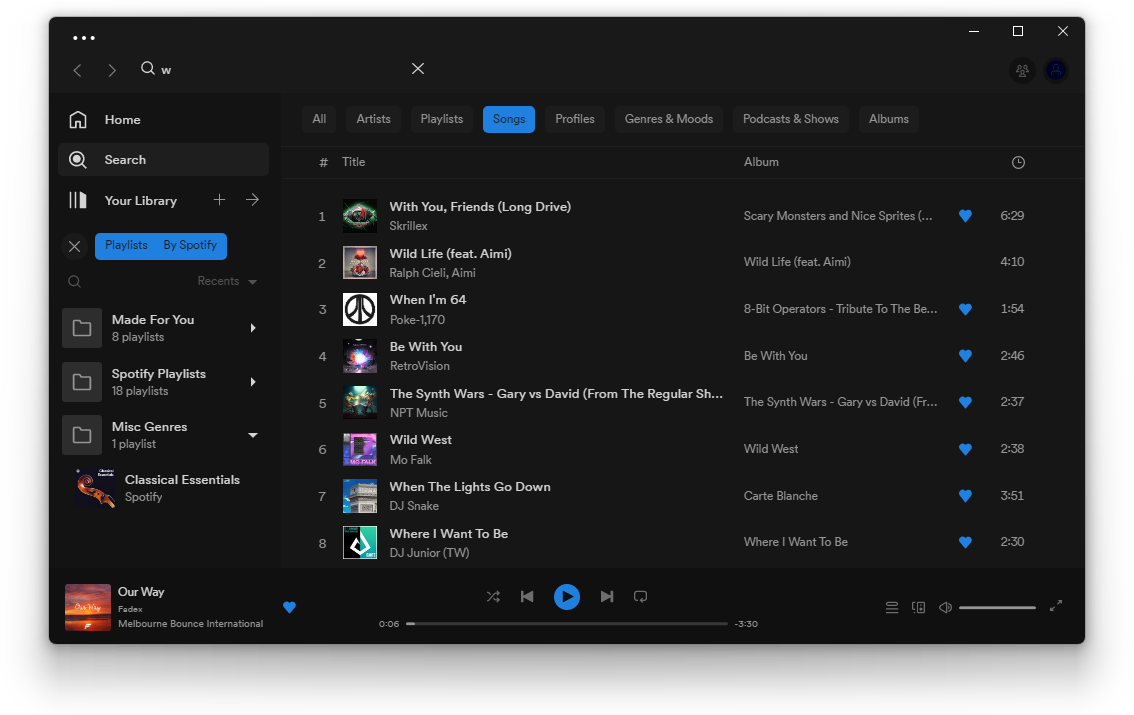 w
Home
Search
Your Library
Playlists By Spotify
Recents
Made For You
8 playlists
Spotify Playlists
18 playlists
Misc Genres
1 playlist
Classical Essentials
Spotify
All Artists Playlists Songs Profiles Genres & Moods Podcasts & Shows Albums
# Title Album
1 With You, Friends (Long Drive) Scary Monsters and Nice Sprites (... 6:29
Skrillex
2 Wild Life (feat. Aimi) Wild Life (feat. Aimi) 4:10
Ralph Cieli, Aimi
3 When I'm 64 8-Bit Operators - Tribute To The Be... 1:54
Poke-1,170
4 Be With You Be With You 2:46
RetroVision
5 The Synth Wars - Gary vs David (From The Regular Sh... The Synth Wars - Gary vs David (Fr... 2:37
NPT Music
6 Wild West Wild West 2:38
Mo Falk
MO FALK
7 When The Lights Go Down Carte Blanche 3:51
DJ Snake
8 Where I Want To Be Where I Want To Be 2:30
DJ Junior (TW)
Our Way
Our Way
Fadex
Melbourne Bounce International
0:06 -3:30